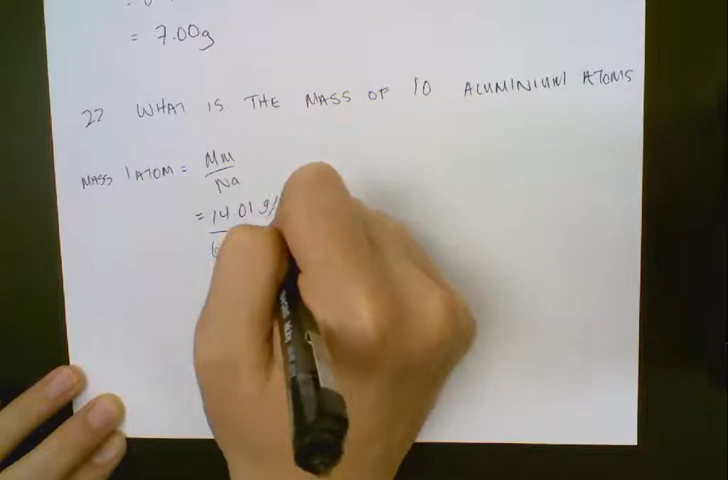 = 7.00g
22 WHAT IS THE MASS OF 10 ALUMINIUM ATOMS
MASS 1 ATOM = Mm
Na
= 14.01 g/